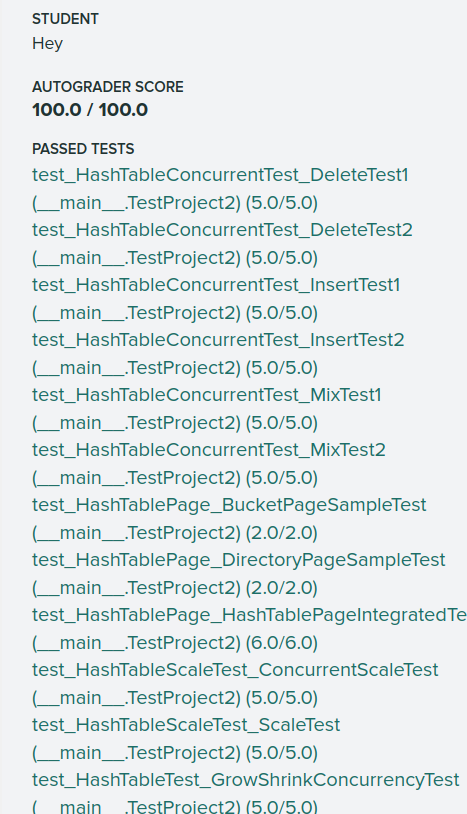 STUDENT
Hey
AUTOGRADER SCORE
100.0 / 100.0
PASSED TESTS
test_HashTableConcurrentTest_DeleteTest1
(__main__.TestProject2) (5.0/5.0)
test_HashTableConcurrentTest_DeleteTest2
(__main__.TestProject2) (5.0/5.0)
test_HashTableConcurrentTest_InsertTest1
(__main__.TestProject2) (5.0/5.0)
test_HashTableConcurrentTest_InsertTest2
(__main__.TestProject2) (5.0/5.0)
test_HashTableConcurrentTest_MixTest1
(__main__.TestProject2) (5.0/5.0)
test_HashTableConcurrentTest_MixTest2
(__main__.TestProject2) (5.0/5.0)
test_HashTablePage_BucketPageSampleTest
(__main__.TestProject2) (2.0/2.0)
test_HashTablePage_DirectoryPageSampleTest
(__main__.TestProject2) (2.0/2.0)
test_HashTablePage_HashTablePageIntegratedTe
(__main__.TestProject2) (6.0/6.0)
test_HashTableScaleTest_ConcurrentScaleTest
(__main__.TestProject2) (5.0/5.0)
test_HashTableScaleTest_ScaleTest
(__main__.TestProject2) (5.0/5.0)
test_HashTableTest_GrowShrinkConcurrencyTest
(__main__.TestProject2) (5.0/5.0)